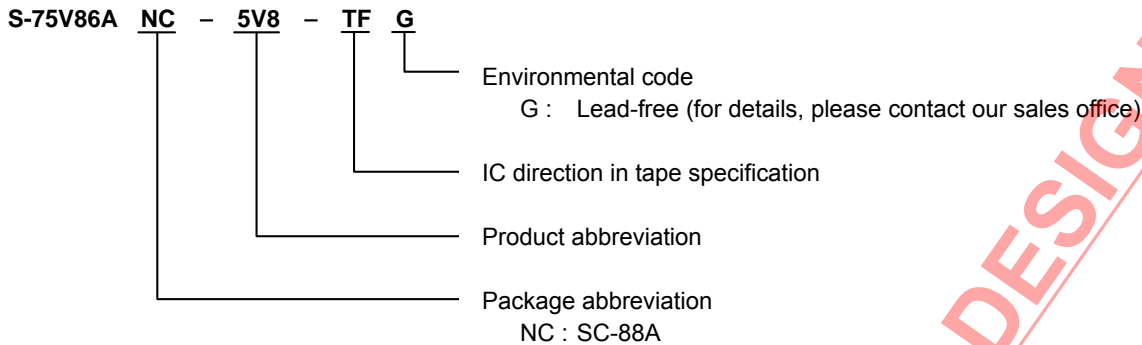 S-75V86A NC – 5V8 – TF G
Environmental code
G : Lead-free (for details, please contact our sales office)
IC direction in tape specification
Product abbreviation
Package abbreviation
NC : SC-88A
DESIGN